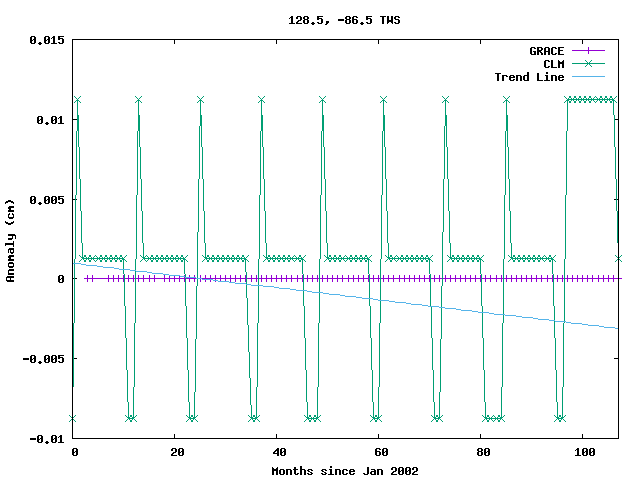 128.5, -86.5 TWS
GRACE
CLM
Trend Line
0.015
0.01
0.005
0
-0.005
-0.01
Anomaly (cm)
0 20 40 60 80 100
Months since Jan 2002